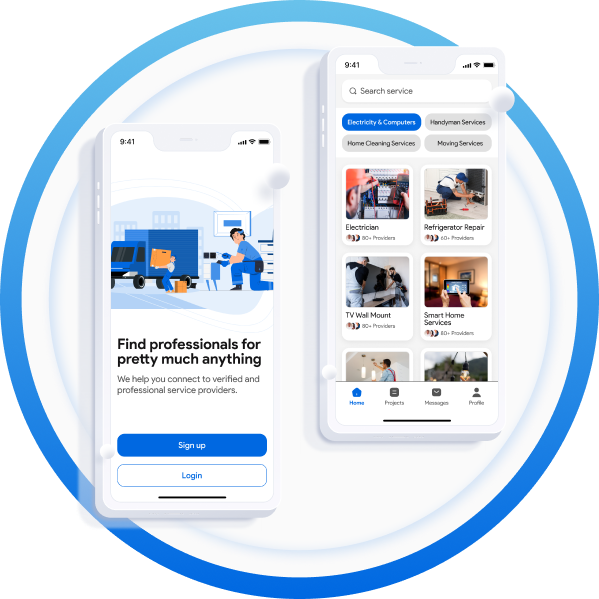 9:41
Find professionals for
pretty much anything
We help you connect to verified and
professional service providers.
Sign up
Login
9:41
Search service
Electricity & Computers
Handyman Services
Home Cleaning Services
Moving Services
Electrician
80+ Providers
Refrigerator Repair
60+ Providers
TV Wall Mount
80+ Providers
Smart Home
Services
80+ Providers
Home
Projects
Messages
Profile